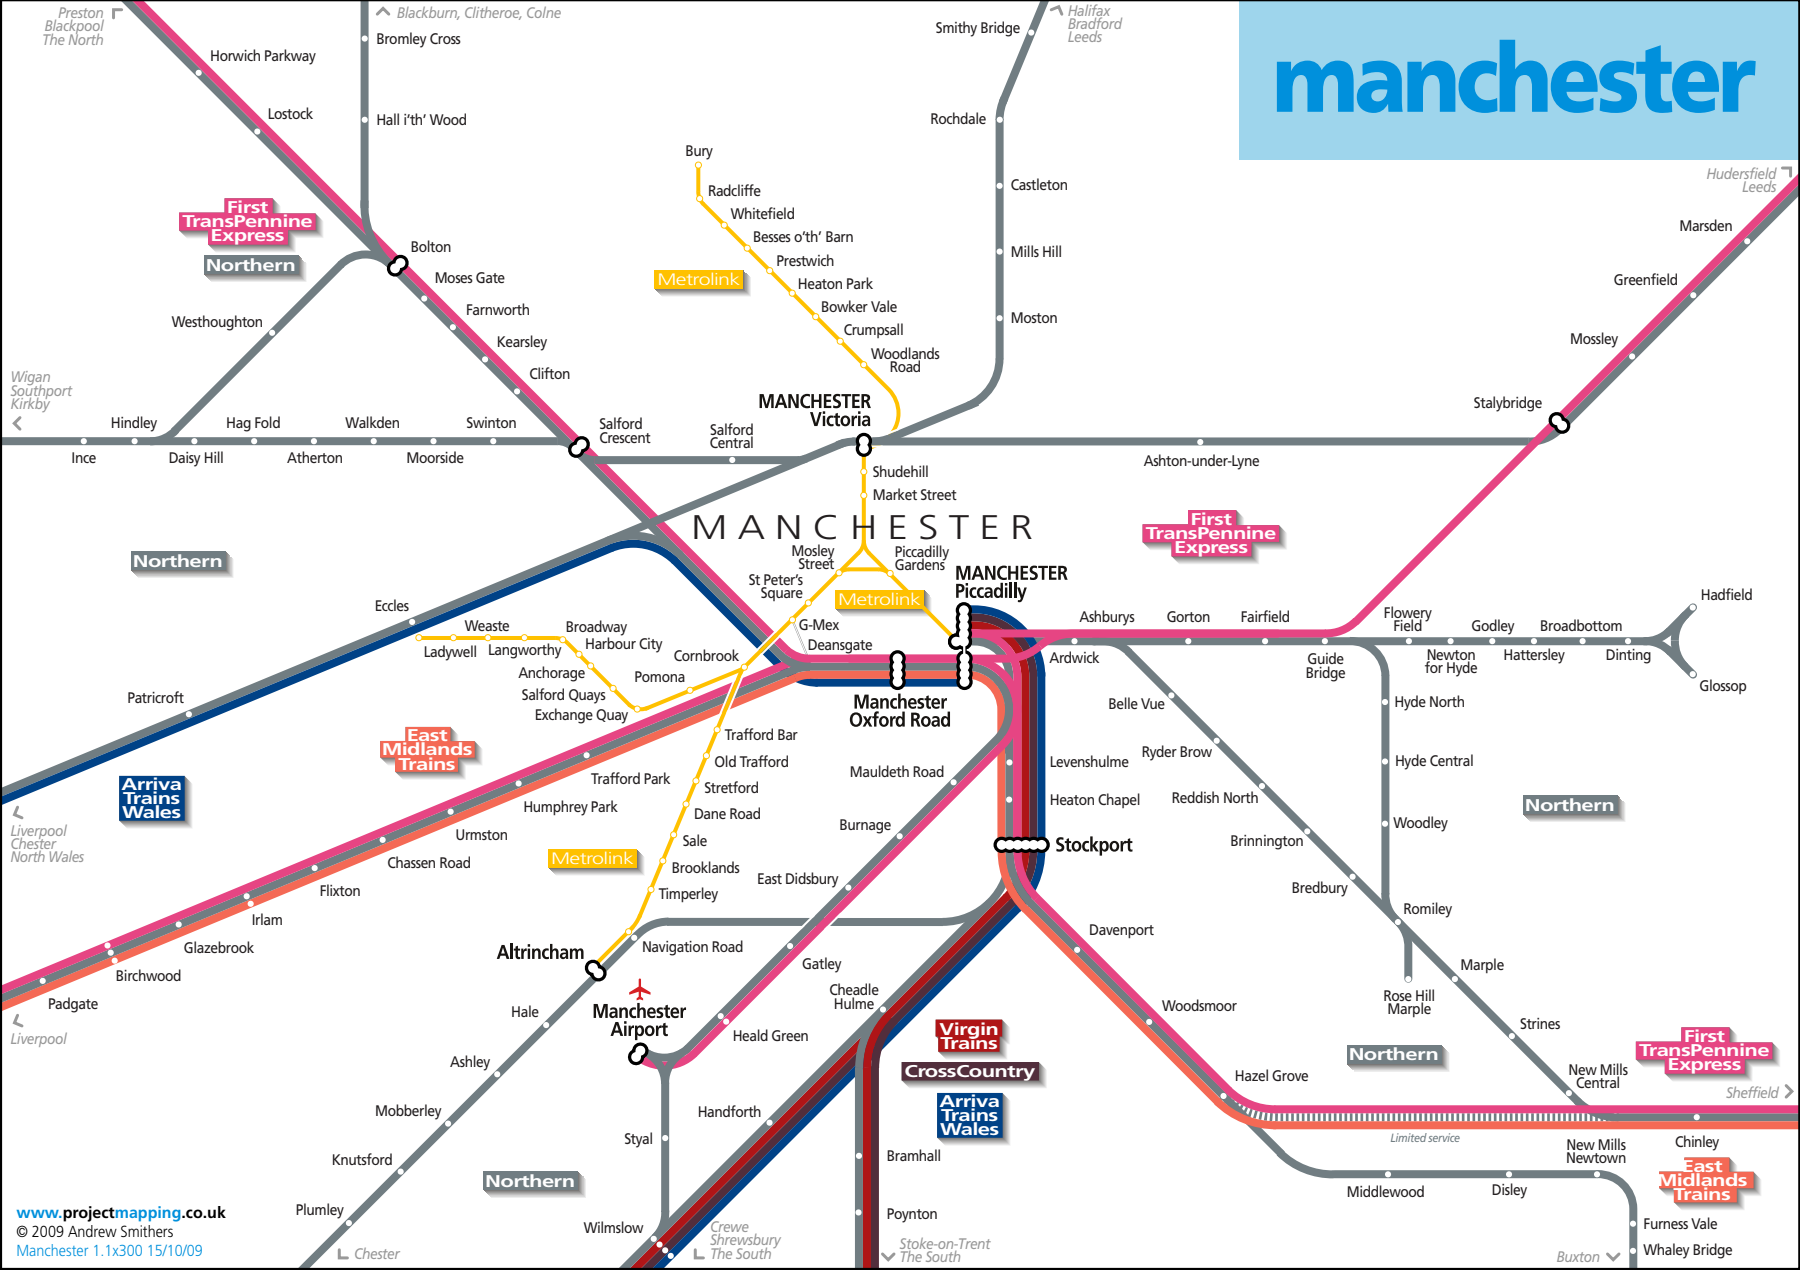 Preston
Blackpool
The North
Blackburn, Clitheroe, Colne
Bromley Cross
Horwich Parkway
Lostock
Hall i'th' Wood
Smithy Bridge
Halifax
Bradford
Leeds
manchester
Rochdale
Castleton
Mills Hill
Moston
Hudersfield
Leeds
Marsden
Greenfield
Mossley
Stalybridge
First
TransPennine
Express
Northern
Bolton
Moses Gate
Farnworth
Kearsley
Clifton
Westhoughton
Bury
Radcliffe
Whitefield
Besses o'th' Barn
Prestwich
Heaton Park
Bowker Vale
Crumpsall
Woodlands
Road
Metrolink
Wigan
Southport
Kirkby
Hindley
Hag Fold
Walkden
Swinton
Ince
Daisy Hill
Atherton
Moorside
Salford
Crescent
Salford
Central
MANCHESTER
Victoria
Ashton-under-Lyne
Shudehill
Market Street
MANCHESTER
Mosley
Street
Piccadilly
Gardens
St Peter's
Square
Metrolink
G-Mex
Deansgate
MANCHESTER
Piccadilly
First
TransPennine
Express
Northern
Eccles
Weaste
Broadway
Harbour City
Ladywell
Langworthy
Anchorage
Salford Quays
Exchange Quay
Pomona
Cornbrook
Patricroft
Manchester
Oxford Road
Ashburys
Gorton
Fairfield
Flowery
Field
Godley
Broadbottom
Hadfield
Ardwick
Guide
Bridge
Newton
for Hyde
Hattersley
Dinting
Glossop
Belle Vue
Ryder Brow
Reddish North
Brinnington
Bredbury
Hyde North
Hyde Central
Woodley
Romiley
Northern
East
Midlands
Trains
Arriva
Trains
Wales
Liverpool
Chester
North Wales
Trafford Park
Humphrey Park
Urmston
Chassen Road
Flixton
Irlam
Glazebrook
Birchwood
Padgate
Liverpool
Trafford Bar
Old Trafford
Stretford
Dane Road
Sale
Brooklands
Timperley
Metrolink
Mauldeth Road
Burnage
East Didsbury
Levenshulme
Heaton Chapel
Stockport
Altrincham
Navigation Road
Gatley
Cheadle
Hulme
Davenport
Woodsmoor
Hazel Grove
Marple
Rose Hill
Marple
Strines
New Mills
Central
Hale
Ashley
Mobberley
Knutsford
Plumley
Chester
Manchester
Airport
Heald Green
Handforth
Styal
Wilmslow
Northern
Virgin
Trains
CrossCountry
Arriva
Trains
Wales
Bramhall
Poynton
Crewe
Shrewsbury
The South
Stoke-on-Trent
The South
Northern
First
TransPennine
Express
Sheffield
Limited service
Chinley
New Mills
Newtown
East
Midlands
Trains
Middlewood
Disley
Furness Vale
Whaley Bridge
Buxton
www.projectmapping.co.uk
© 2009 Andrew Smithers
Manchester 1.1x300 15/10/09